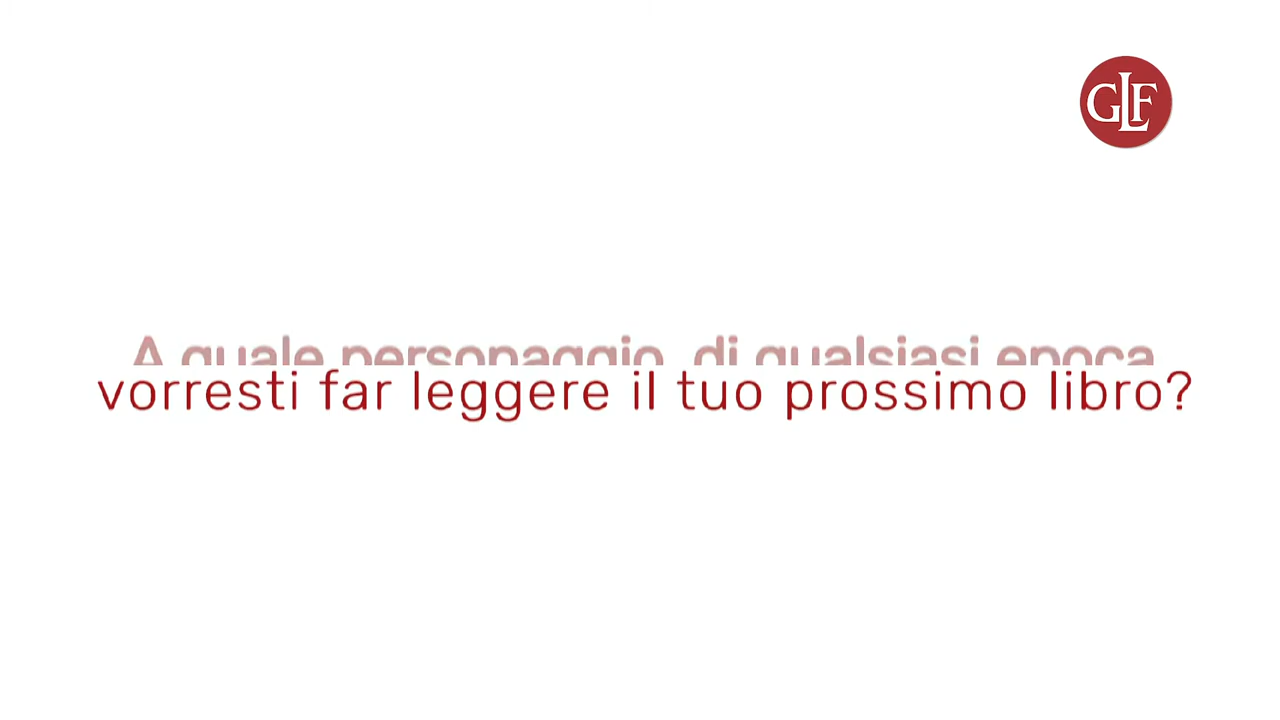 GLF
A quale personaggio, di qualsiasi epoca
vorresti far leggere il tuo prossimo libro?